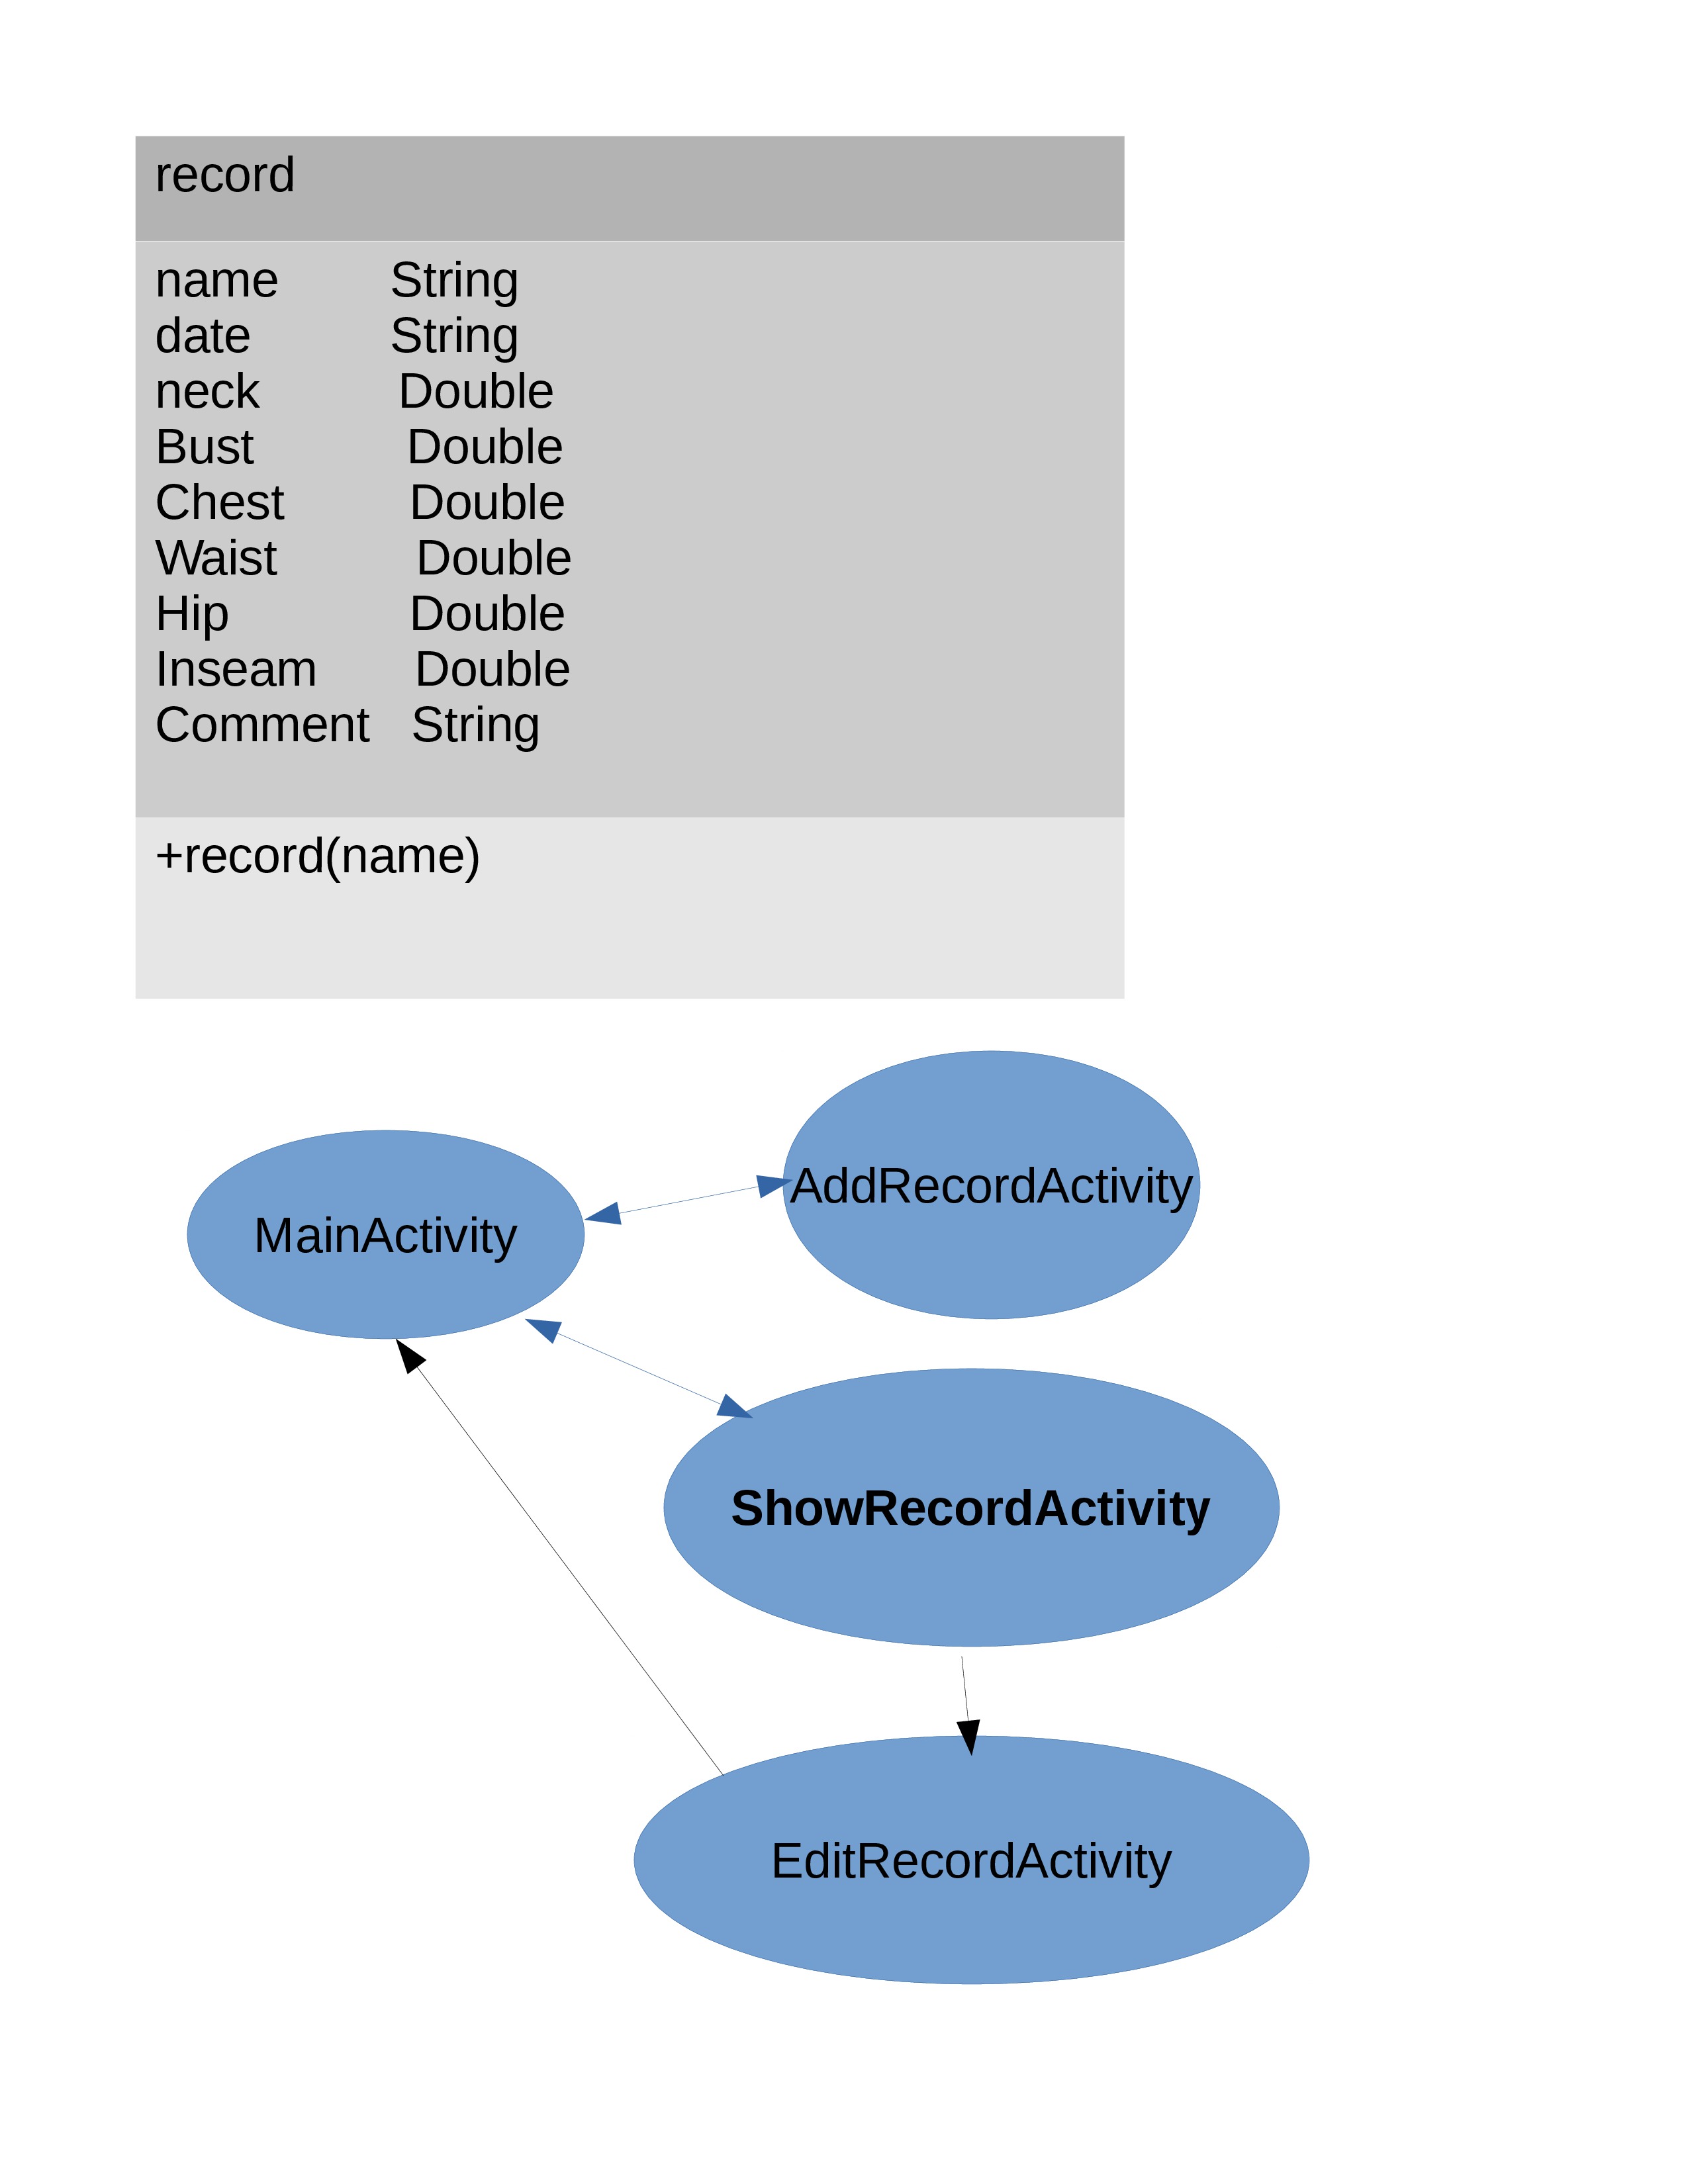 record
name String
date String
neck Double
Bust Double
Chest Double
Waist Double
Hip Double
Inseam Double
Comment String
+record(name)
AddRecordActivity
MainActivity
ShowRecordActivity
EditRecordActivity